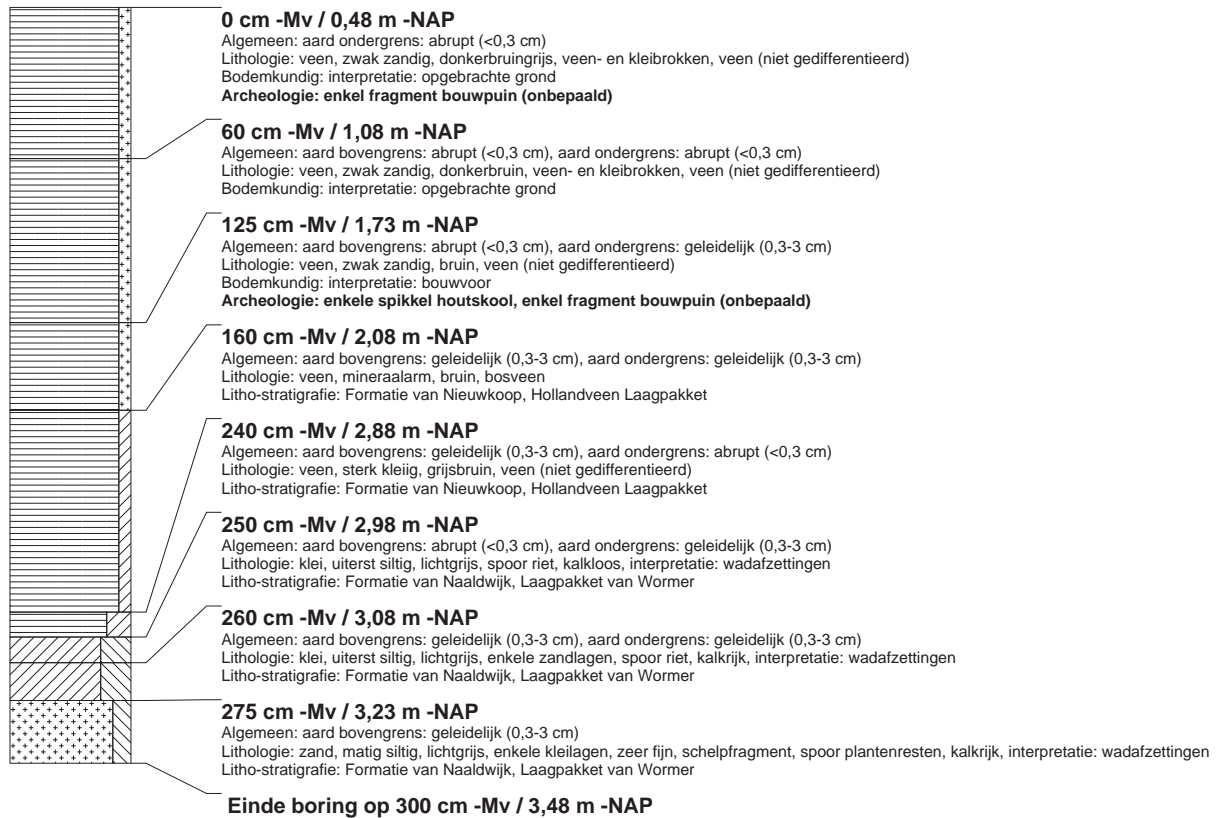 0 cm -Mv / 0,48 m -NAP
Algemeen: aard ondergrens: abrupt (<0,3 cm)
Lithologie: veen, zwak zandig, donkerbruingrijs, veen- en kleibrokken, veen (niet gedifferentieerd)
Bodemkundig: interpretatie: opgebrachte grond
Archeologie: enkel fragment bouwpuin (onbepaald)
60 cm -Mv / 1,08 m -NAP
Algemeen: aard bovengrens: abrupt (<0,3 cm), aard ondergrens: abrupt (<0,3 cm)
Lithologie: veen, zwak zandig, donkerbruin, veen- en kleibrokken, veen (niet gedifferentieerd)
Bodemkundig: interpretatie: opgebrachte grond
125 cm -Mv / 1,73 m -NAP
Algemeen: aard bovengrens: abrupt (<0,3 cm), aard ondergrens: geleidelijk (0,3-3 cm)
Lithologie: veen, zwak zandig, bruin, veen (niet gedifferentieerd)
Bodemkundig: interpretatie: bouwvoor
Archeologie: enkele spikkel houtskool, enkel fragment bouwpuin (onbepaald)
160 cm -Mv / 2,08 m -NAP
Algemeen: aard bovengrens: geleidelijk (0,3-3 cm), aard ondergrens: geleidelijk (0,3-3 cm)
Lithologie: veen, mineraalarm, bruin, bosveen
Litho-stratigrafie: Formatie van Nieuwkoop, Hollandveen Laagpakket
240 cm -Mv / 2,88 m -NAP
Algemeen: aard bovengrens: geleidelijk (0,3-3 cm), aard ondergrens: abrupt (<0,3 cm)
Lithologie: veen, sterk kleiig, grijsbruin, veen (niet gedifferentieerd)
Litho-stratigrafie: Formatie van Nieuwkoop, Hollandveen Laagpakket
250 cm -Mv / 2,98 m -NAP
Algemeen: aard bovengrens: abrupt (<0,3 cm), aard ondergrens: geleidelijk (0,3-3 cm)
Lithologie: klei, uiterst siltig, lichtgrijs, spoor riet, kalkloos, interpretatie: wadafzettingen
Litho-stratigrafie: Formatie van Naaldwijk, Laagpakket van Wormer
260 cm -Mv / 3,08 m -NAP
Algemeen: aard bovengrens: geleidelijk (0,3-3 cm), aard ondergrens: geleidelijk (0,3-3 cm)
Lithologie: klei, uiterst siltig, lichtgrijs, enkele zandlagen, spoor riet, kalkrijk, interpretatie: wadafzettingen
Litho-stratigrafie: Formatie van Naaldwijk, Laagpakket van Wormer
275 cm -Mv / 3,23 m -NAP
Algemeen: aard bovengrens: geleidelijk (0,3-3 cm)
Lithologie: zand, matig siltig, lichtgrijs, enkele kleilagen, zeer fijn, schelpfragment, spoor plantenresten, kalkrijk, interpretatie: wadafzettingen
Litho-stratigrafie: Formatie van Naaldwijk, Laagpakket van Wormer
Einde boring op 300 cm -Mv / 3,48 m -NAP